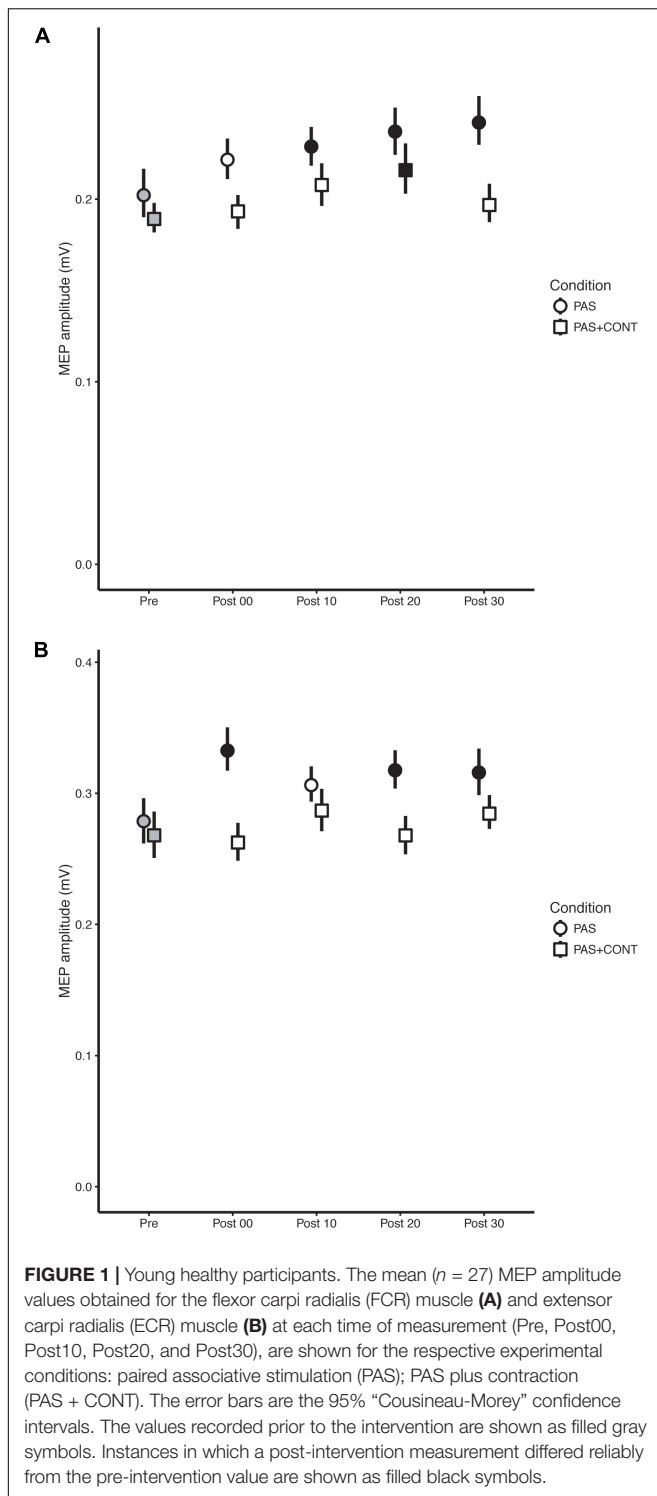 A
MEP amplitude (mV)
0.2
0.1
0.0
Pre
Post 00
Post 10
Post 20
Post 30
Condition
PAS
PAS+CONT
B
MEP amplitude (mV)
0.4
0.3
0.2
0.1
0.0
Pre
Post 00
Post 10
Post 20
Post 30
Condition
PAS
PAS+CONT
FIGURE 1 | Young healthy participants. The mean (n = 27) MEP amplitude
values obtained for the flexor carpi radialis (FCR) muscle (A) and extensor
carpi radialis (ECR) muscle (B) at each time of measurement (Pre, Post00,
Post10, Post20, and Post30), are shown for the respective experimental
conditions: paired associative stimulation (PAS); PAS plus contraction
(PAS + CONT). The error bars are the 95% “Cousineau-Morey” confidence
intervals. The values recorded prior to the intervention are shown as filled gray
symbols. Instances in which a post-intervention measurement differed reliably
from the pre-intervention value are shown as filled black symbols.